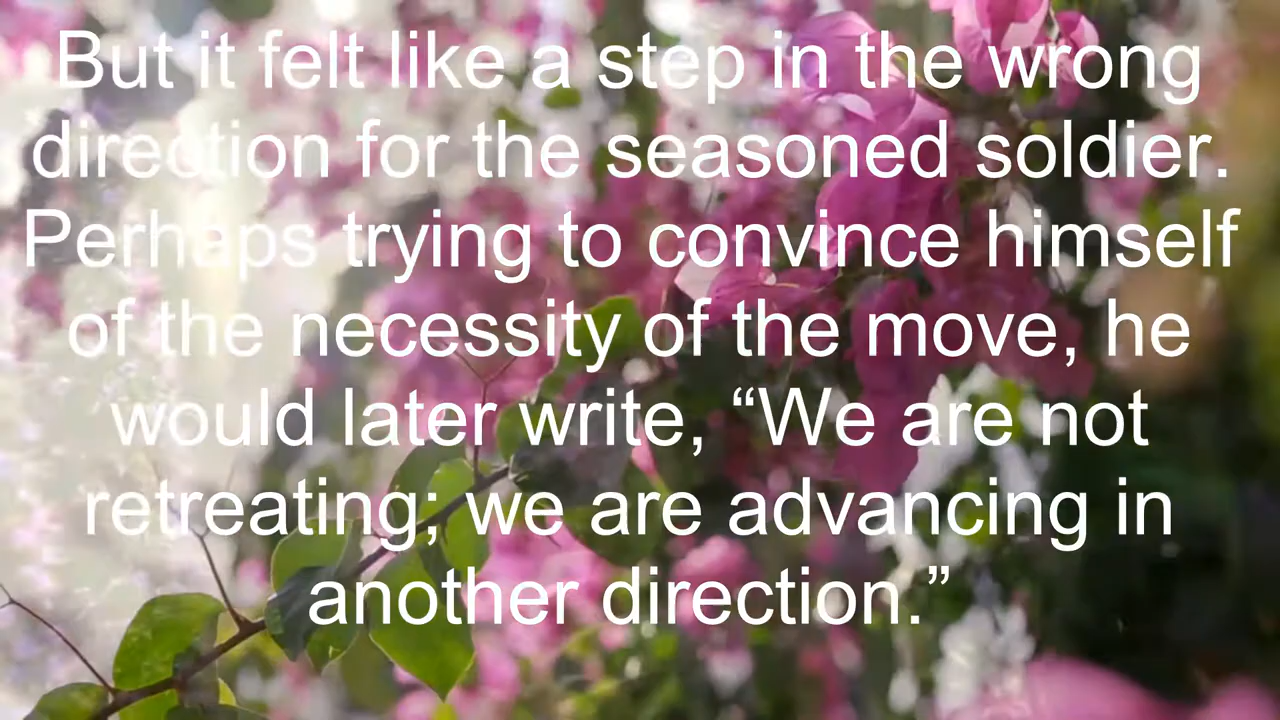 But it felt like a step in the wrong
direction for the seasoned soldier.
Perhaps trying to convince himself
of the necessity of the move, he
would later write, “We are not
retreating; we are advancing in
another direction.”